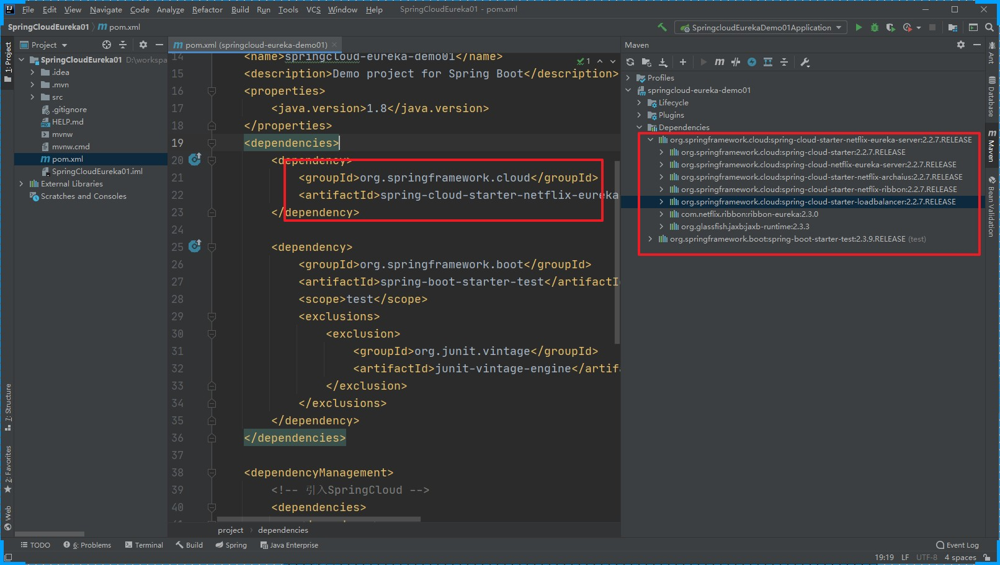 File Edit View Navigate Code Analyze Refactor Build Run Tools VCS Window Help SpringCloudEureka01 - pom.xml
SpringCloudEureka01 pom.xml
SpringcloudEurekaDemo01Application
Project
pom.xml (springcloud-eureka-demo01)
Maven
1: Project
7: Structure
2: Favorites
Web
SpringCloudEureka01 D:\workspa
.idea
.mvn
src
.gitignore
HELP.md
mvnw
mvnw.cmd
pom.xml
SpringCloudEureka01.iml
External Libraries
Scratches and Consoles
1
14 <name>springcloud-eureka-demo01</name>
15 <description>Demo project for Spring Boot</description>
16 <properties>
17 <java.version>1.8</java.version>
18 </properties>
19 <dependencies>
20 <dependency>
21 <groupId>org.springframework.cloud</groupId>
22 <artifactId>spring-cloud-starter-netflix-eureka
23 </dependency>
24
25 <dependency>
26 <groupId>org.springframework.boot</groupId>
27 <artifactId>spring-boot-starter-test</artifactI
28 <scope>test</scope>
29 <exclusions>
30 <exclusion>
31 <groupId>org.junit.vintage</groupId>
32 <artifactId>junit-vintage-engine</artif
33 </exclusion>
34 </exclusions>
35 </dependency>
36 </dependencies>
37
38 <dependencyManagement>
39 <!-- 引入SpringCloud -->
40 <dependencies>
project dependencies
Profiles
springcloud-eureka-demo01
Lifecycle
Plugins
Dependencies
org.springframework.cloud:spring-cloud-starter-netflix-eureka-server:2.2.7.RELEASE
org.springframework.cloud:spring-cloud-starter:2.2.7.RELEASE
org.springframework.cloud:spring-cloud-netflix-eureka-server:2.2.7.RELEASE
org.springframework.cloud:spring-cloud-starter-netflix-archaius:2.2.7.RELEASE
org.springframework.cloud:spring-cloud-starter-netflix-ribbon:2.2.7.RELEASE
org.springframework.cloud:spring-cloud-starter-loadbalancer:2.2.7.RELEASE
com.netflix.ribbon:ribbon-eureka:2.3.0
org.glassfish.jaxb:jaxb-runtime:2.3.3
org.springframework.boot:spring-boot-starter-test:2.3.9.RELEASE (test)
Ant
Database
Maven
Bean Validation
TODO 6: Problems Terminal Build Spring Java Enterprise Event Log
19:19 LF UTF-8 4 spaces